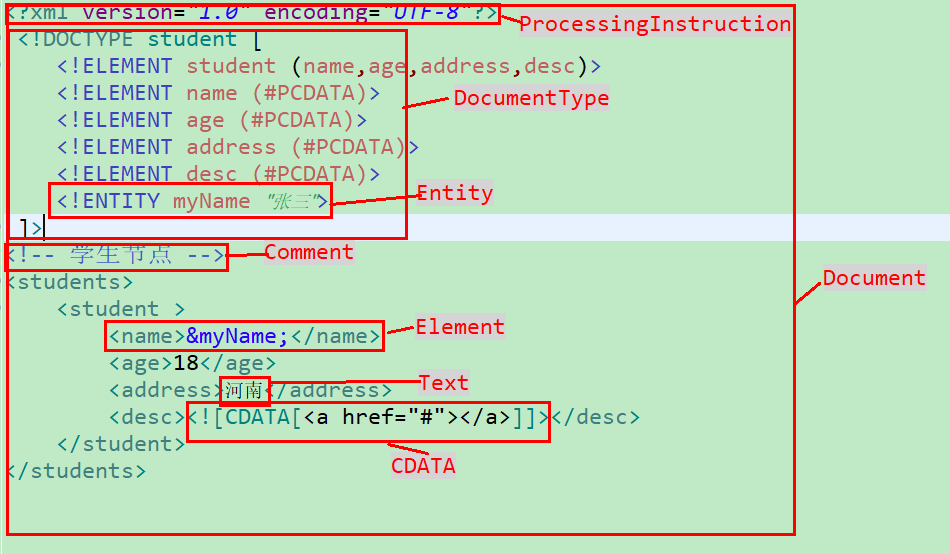 <?xml version="1.0" encoding="UTF-8"?>
ProcessingInstruction
<!DOCTYPE student [
<!ELEMENT student (name,age,address,desc)>
<!ELEMENT name (#PCDATA)>
DocumentType
<!ELEMENT age (#PCDATA)>
<!ELEMENT address (#PCDATA)>
<!ELEMENT desc (#PCDATA)>
<!ENTITY myName "张三">
Entity
]>
<!-- 学生节点 -->
Comment
<students>
Document
<student >
<name>&myName;</name>
Element
<age>18</age>
<address>河南</address>
Text
<desc><![CDATA[<a href="#"></a>]]></desc>
</student>
CDATA
</students>